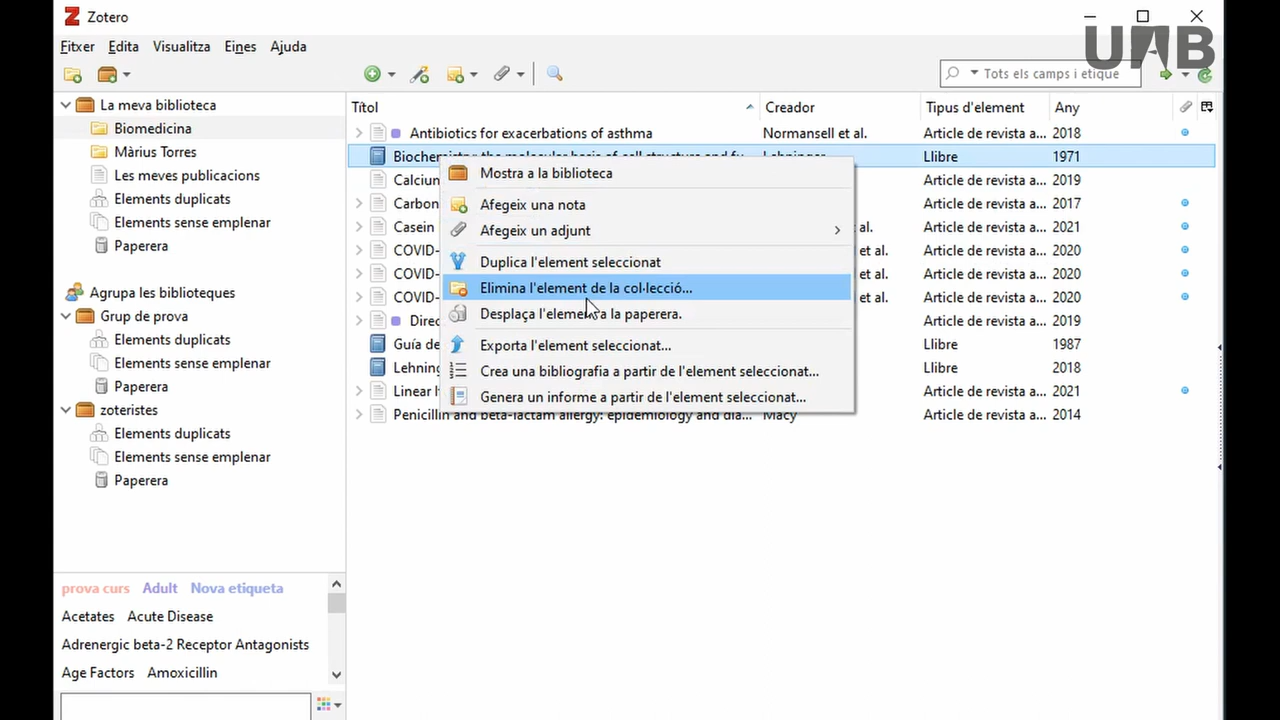 Zotero
UAB
Fitxer Edita Visualitza Eines Ajuda
Tots els camps i etique
La meva biblioteca
Biomedicina
Màrius Torres
Les meves publicacions
Elements duplicats
Elements sense emplenar
Paperera
Agrupa les biblioteques
Grup de prova
Elements duplicats
Elements sense emplenar
Paperera
zoteristes
Elements duplicats
Elements sense emplenar
Paperera
prova curs Adult Nova etiqueta
Acetates Acute Disease
Adrenergic beta-2 Receptor Antagonists
Age Factors Amoxicillin
Títol Creador Tipus d'element Any
Antibiotics for exacerbations of asthma Normansell et al. Article de revista a... 2018
Llibre 1971
Calcium Article de revista a... 2019
Carbon Article de revista a... 2017
Casein al. Article de revista a... 2021
COVID- et al. Article de revista a... 2020
COVID- et al. Article de revista a... 2020
COVID- et al. Article de revista a... 2020
Direc Article de revista a... 2019
Guía de Llibre 1987
Lehning Llibre 2018
Linear Article de revista a... 2021
Penicillin and beta-lactam allergy: epidemiology and dia... Macy Article de revista a... 2014
Mostra a la biblioteca
Afegeix una nota
Afegeix un adjunt
Duplica l'element seleccionat
Elimina l'element de la col·lecció...
Desplaça l'element a la paperera.
Exporta l'element seleccionat...
Crea una bibliografia a partir de l'element seleccionat...
Genera un informe a partir de l'element seleccionat...